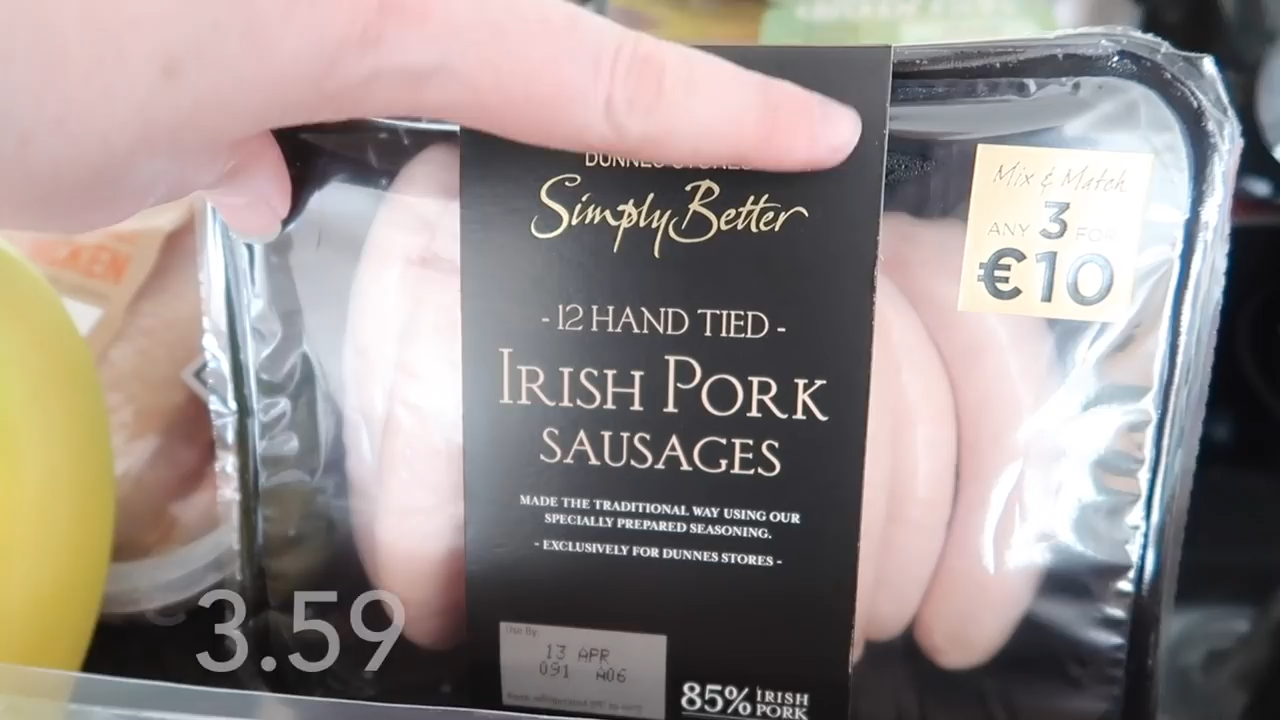 DUNNES STORES
Simply Better
- 12 HAND TIED -
IRISH PORK
SAUSAGES
MADE THE TRADITIONAL WAY USING OUR
SPECIALLY PREPARED SEASONING.
- EXCLUSIVELY FOR DUNNES STORES -
Use By:
13 APR
091 A06
85% IRISH
PORK
Mix & Match
ANY 3 FOR
€10
3.59